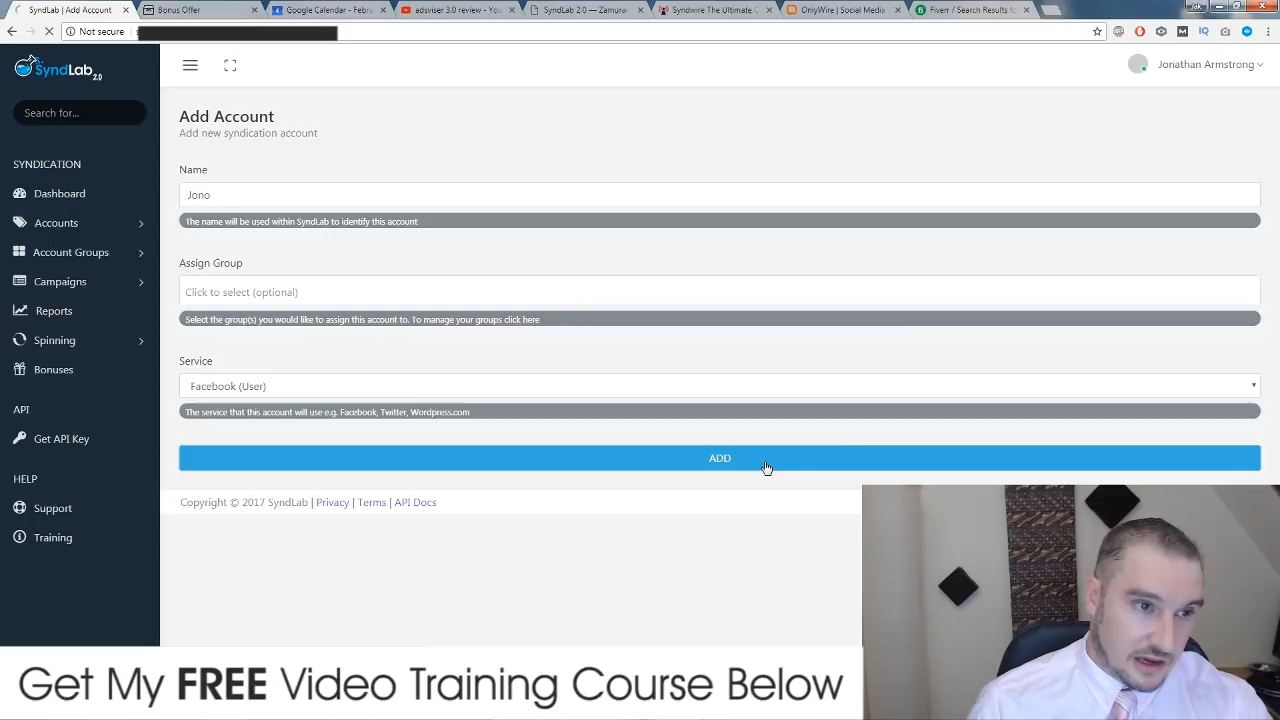 SyndLab | Add Account
Bonus Offer
Google Calendar - Febru
adsviser 3.0 review - You
SyndLab 2.0 — Zamura
Syndwire The Ultimate C
OnlyWire | Social Media
Fiverr / Search Results fo
Jak
Not secure
SyndLab 2.0
Jonathan Armstrong
Search for...
SYNDICATION
Dashboard
Accounts
Account Groups
Campaigns
Reports
Spinning
Bonuses
API
Get API Key
HELP
Support
Training
Add Account
Add new syndication account
Name
Jono
The name will be used within SyndLab to identify this account
Assign Group
Click to select (optional)
Select the group(s) you would like to assign this account to. To manage your groups click here
Service
Facebook (User)
The service that this account will use e.g. Facebook, Twitter, Wordpress.com
ADD
Copyright © 2017 SyndLab | Privacy | Terms | API Docs
Get My FREE Video Training Course Below